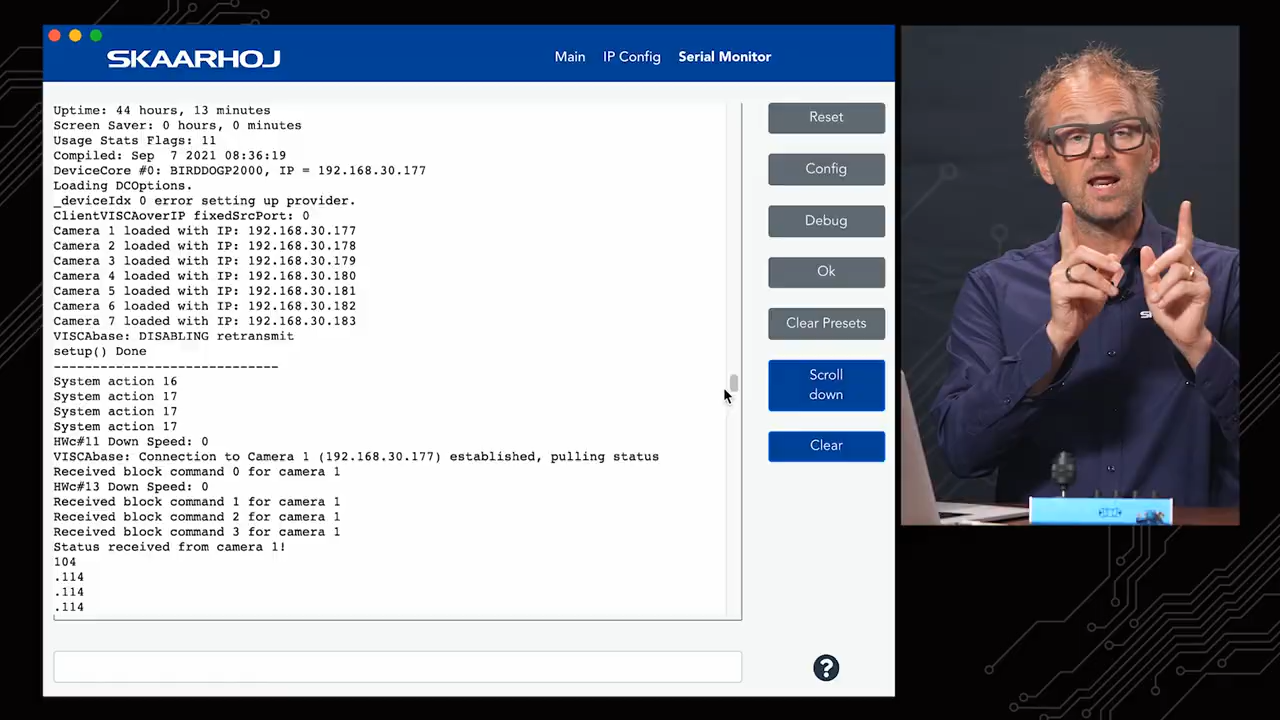 SKAARHOJ
Main IP Config Serial Monitor
Uptime: 44 hours, 13 minutes
Screen Saver: 0 hours, 0 minutes
Usage Stats Flags: 11
Compiled: Sep  7 2021 08:36:19
DeviceCore #0: BIRDDOGP2000, IP = 192.168.30.177
Loading DCOptions.
_deviceIdx 0 error setting up provider.
ClientVISCAoverIP fixedSrcPort: 0
Camera 1 loaded with IP: 192.168.30.177
Camera 2 loaded with IP: 192.168.30.178
Camera 3 loaded with IP: 192.168.30.179
Camera 4 loaded with IP: 192.168.30.180
Camera 5 loaded with IP: 192.168.30.181
Camera 6 loaded with IP: 192.168.30.182
Camera 7 loaded with IP: 192.168.30.183
VISCAbase: DISABLING retransmit
setup() Done
-----------------------------
System action 16
System action 17
System action 17
System action 17
HWc#11 Down Speed: 0
VISCAbase: Connection to Camera 1 (192.168.30.177) established, pulling status
Received block command 0 for camera 1
HWc#13 Down Speed: 0
Received block command 1 for camera 1
Received block command 2 for camera 1
Received block command 3 for camera 1
Status received from camera 1!
104
.114
.114
.114
Reset
Config
Debug
Ok
Clear Presets
Scroll
down
Clear
?